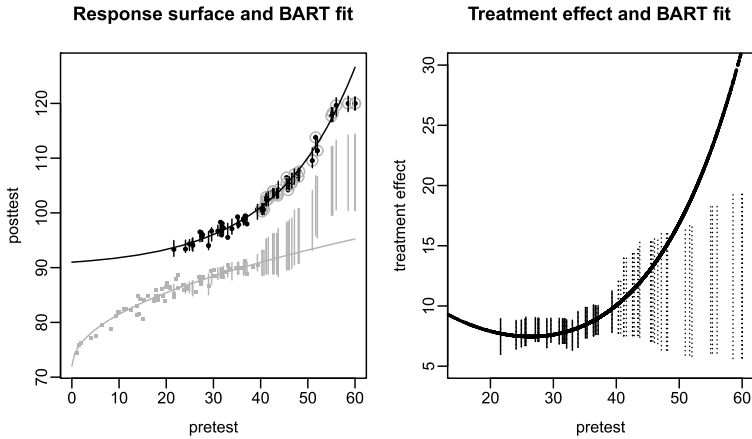 Response surface and BART fit
posttest
120
110
100
90
80
70
0 10 20 30 40 50 60
pretest
Treatment effect and BART fit
treatment effect
30
25
20
15
10
5
20 30 40 50 60
pretest